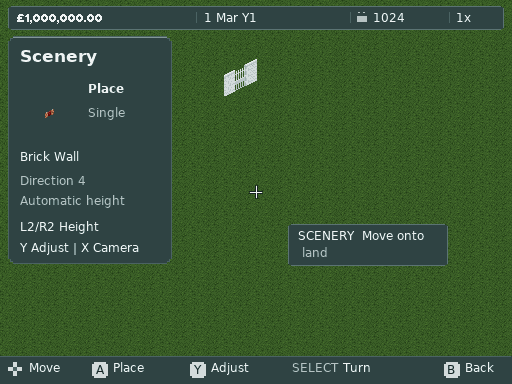 £1,000,000.00 1 Mar Y1 1024 1x
Scenery
Place
Single
Brick Wall
Direction 4
Automatic height
L2/R2 Height
Y Adjust | X Camera
SCENERY Move onto
land
Move A Place Y Adjust SELECT Turn B Back